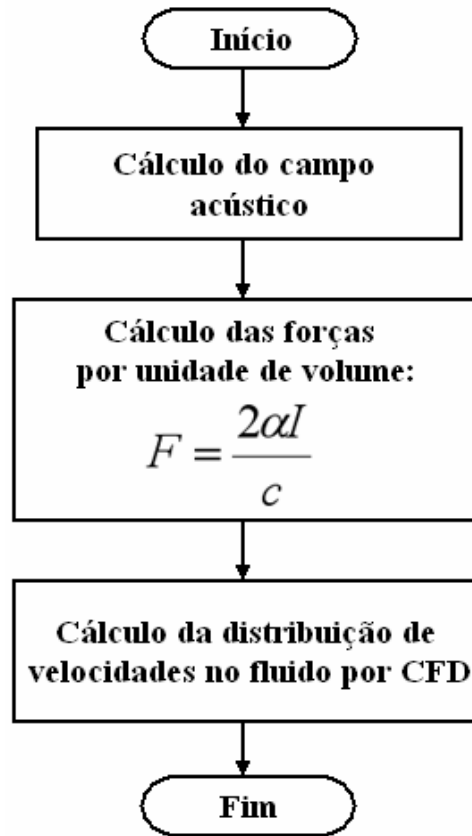 Início
Cálculo do campo
acústico
Cálculo das forças
por unidade de volume:
F = \frac{2αI}{c}
Cálculo da distribuição de
velocidades no fluido por CFD
Fim